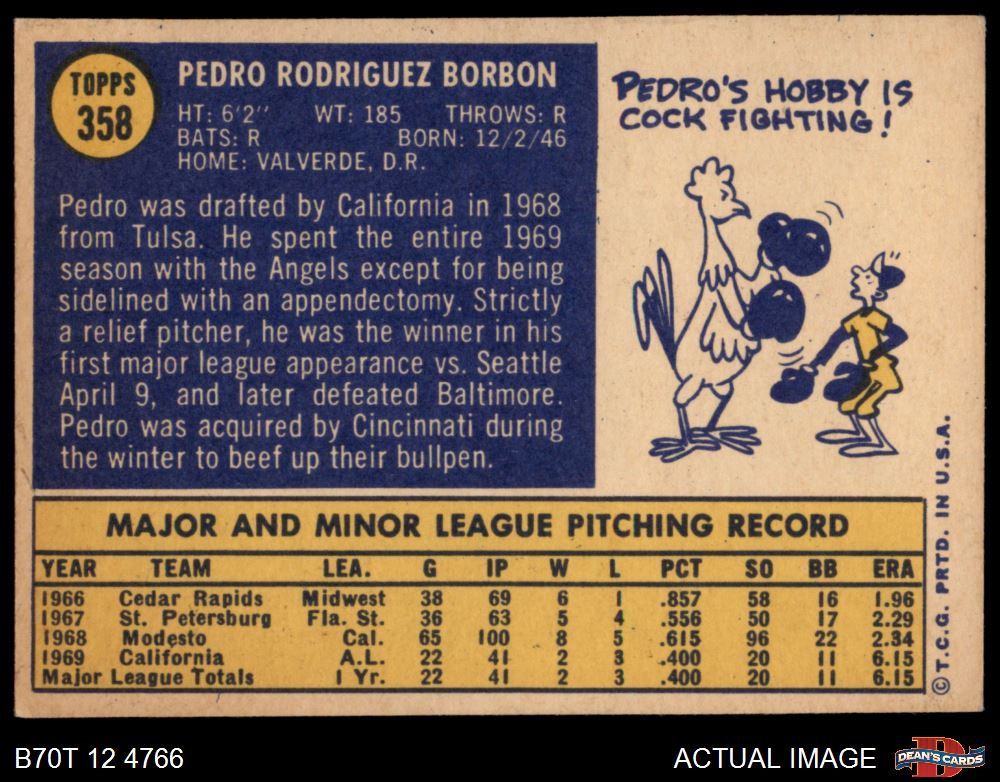 TOPPS
358
PEDRO RODRIGUEZ BORBON
HT: 6'2" WT: 185 THROWS: R
BATS: R BORN: 12/2/46
HOME: VALVERDE, D.R.
Pedro was drafted by California in 1968
from Tulsa. He spent the entire 1969
season with the Angels except for being
sidelined with an appendectomy. Strictly
a relief pitcher, he was the winner in his
first major league appearance vs. Seattle
April 9, and later defeated Baltimore.
Pedro was acquired by Cincinnati during
the winter to beef up their bullpen.
PEDRO'S HOBBY IS
COCK FIGHTING!
MAJOR AND MINOR LEAGUE PITCHING RECORD
YEAR TEAM LEA. G IP W L PCT SO BB ERA
1966 Cedar Rapids Midwest 38 69 6 1 .857 58 16 1.96
1967 St. Petersburg Fla. St. 36 63 5 4 .556 50 17 2.29
1968 Modesto Cal. 65 100 8 5 .615 96 22 2.34
1969 California A.L. 22 41 2 3 .400 20 11 6.15
Major League Totals 1 Yr. 22 41 2 3 .400 20 11 6.15
© T.C.G. PRTD. IN U.S.A.
B70T 12 4766
ACTUAL IMAGE
D
DEAN'S CARDS